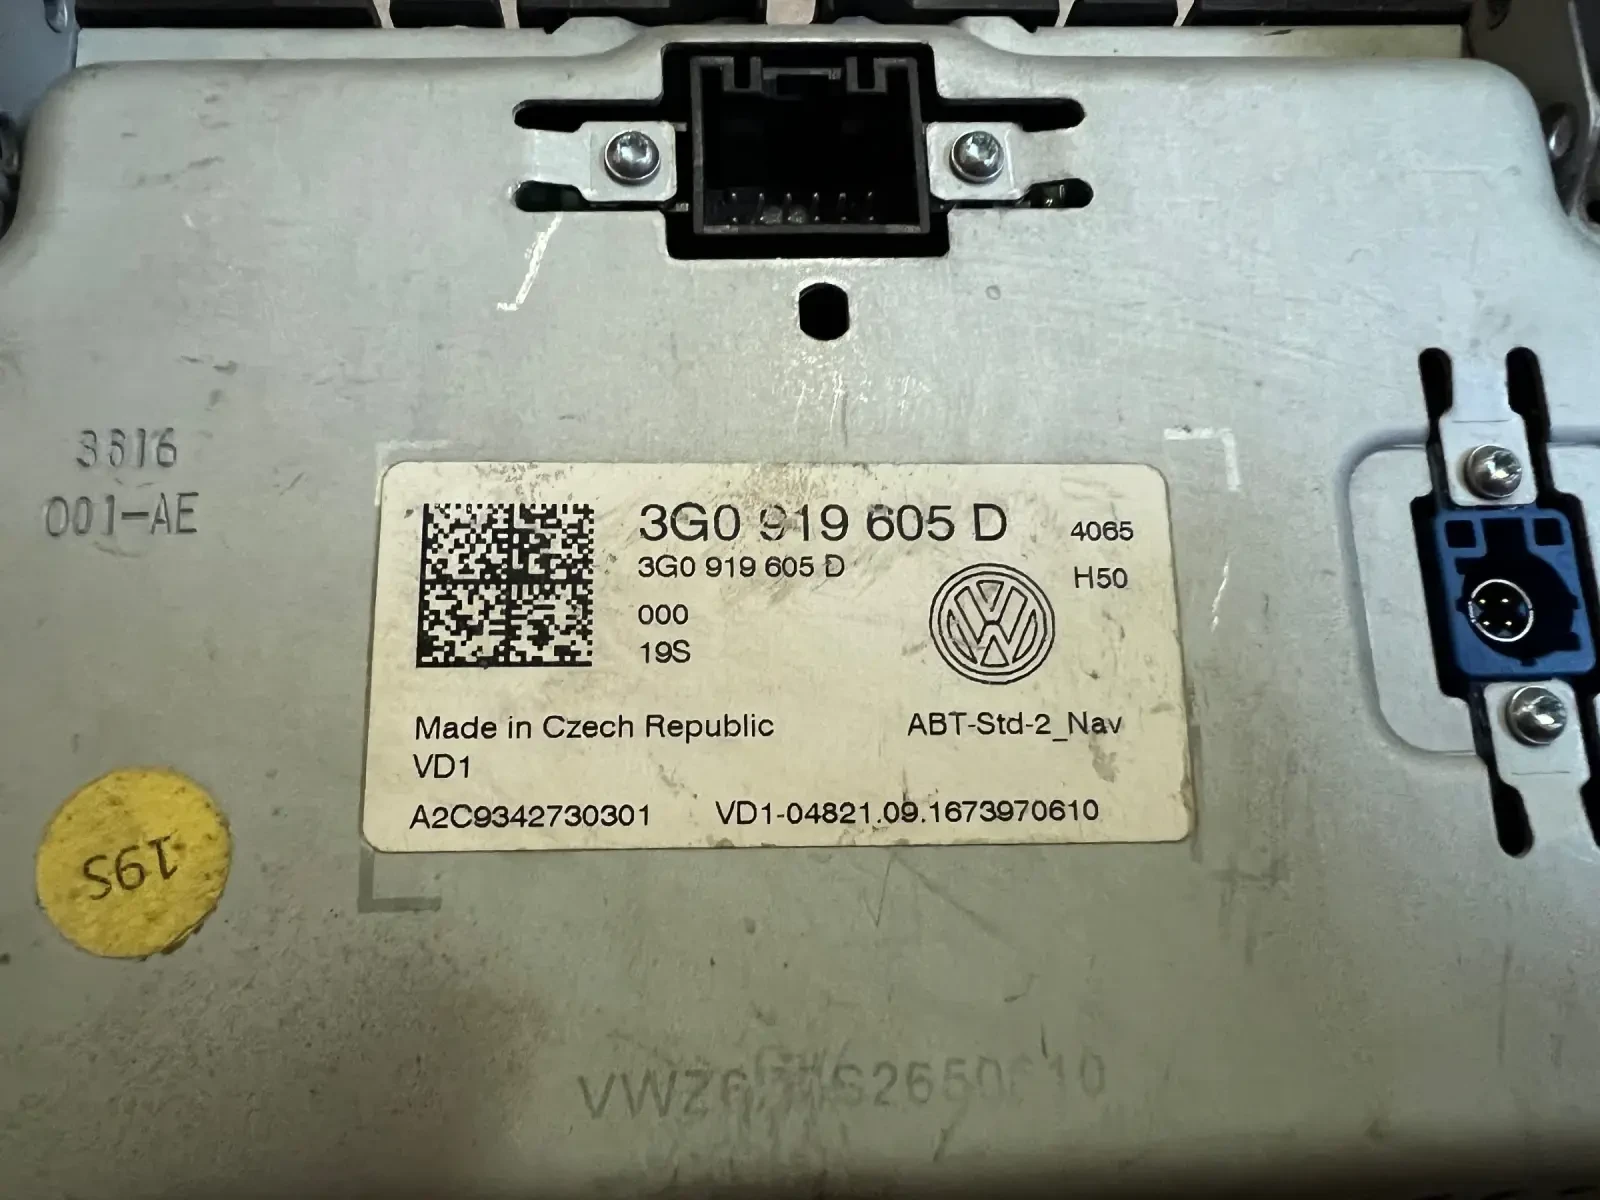 001-AE
3G0 919 605 D
4065
3G0 919 605 D
H50
000
19S
Made in Czech Republic
ABT-Std-2_Nav
VD1
A2C9342730301
VD1-04821.09.1673970610
19S